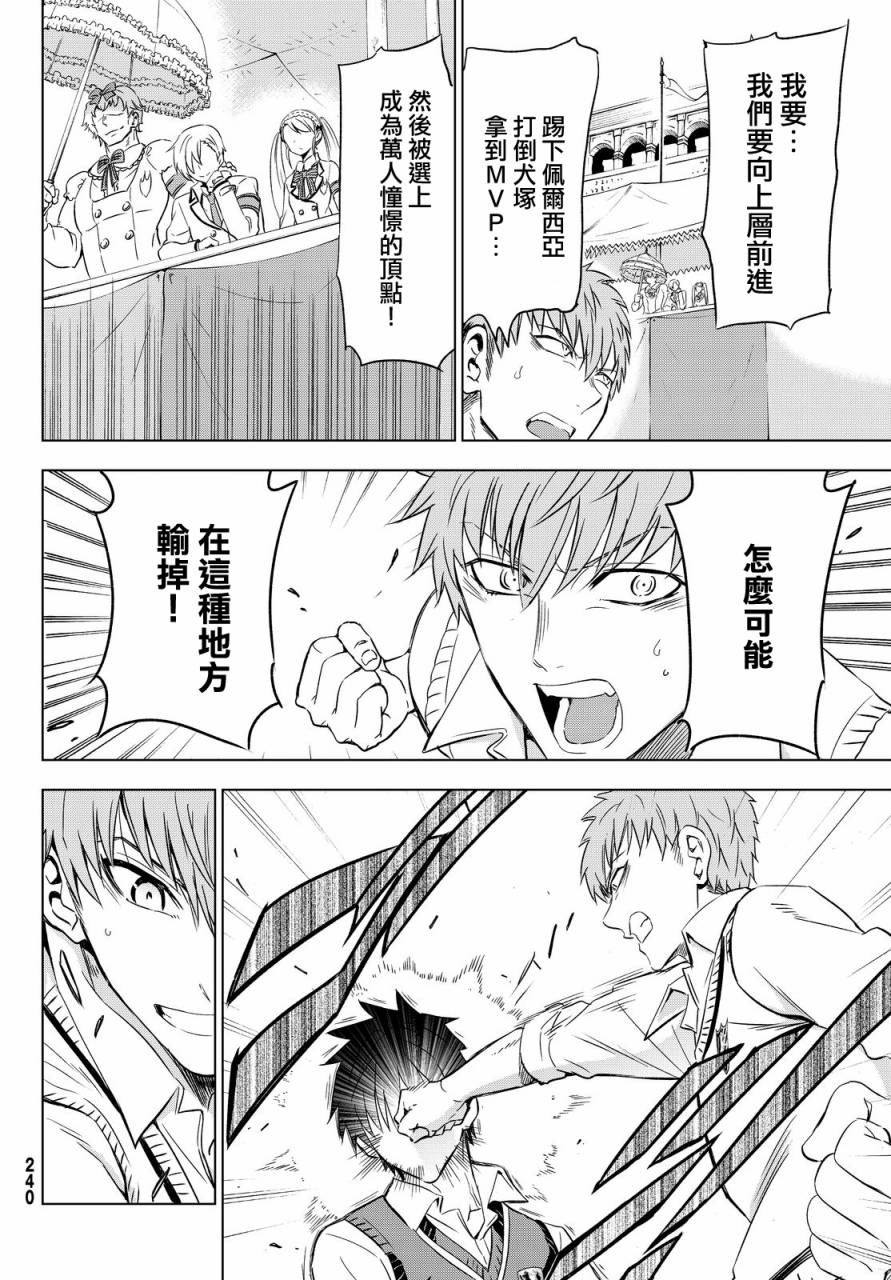 我要…
我們要向上層前進
踢下佩爾西亞
打倒犬塚
拿到MVP…
然後被選上
成為萬人憧憬的頂點！
怎麼可能
在這種地方
輸掉！
240